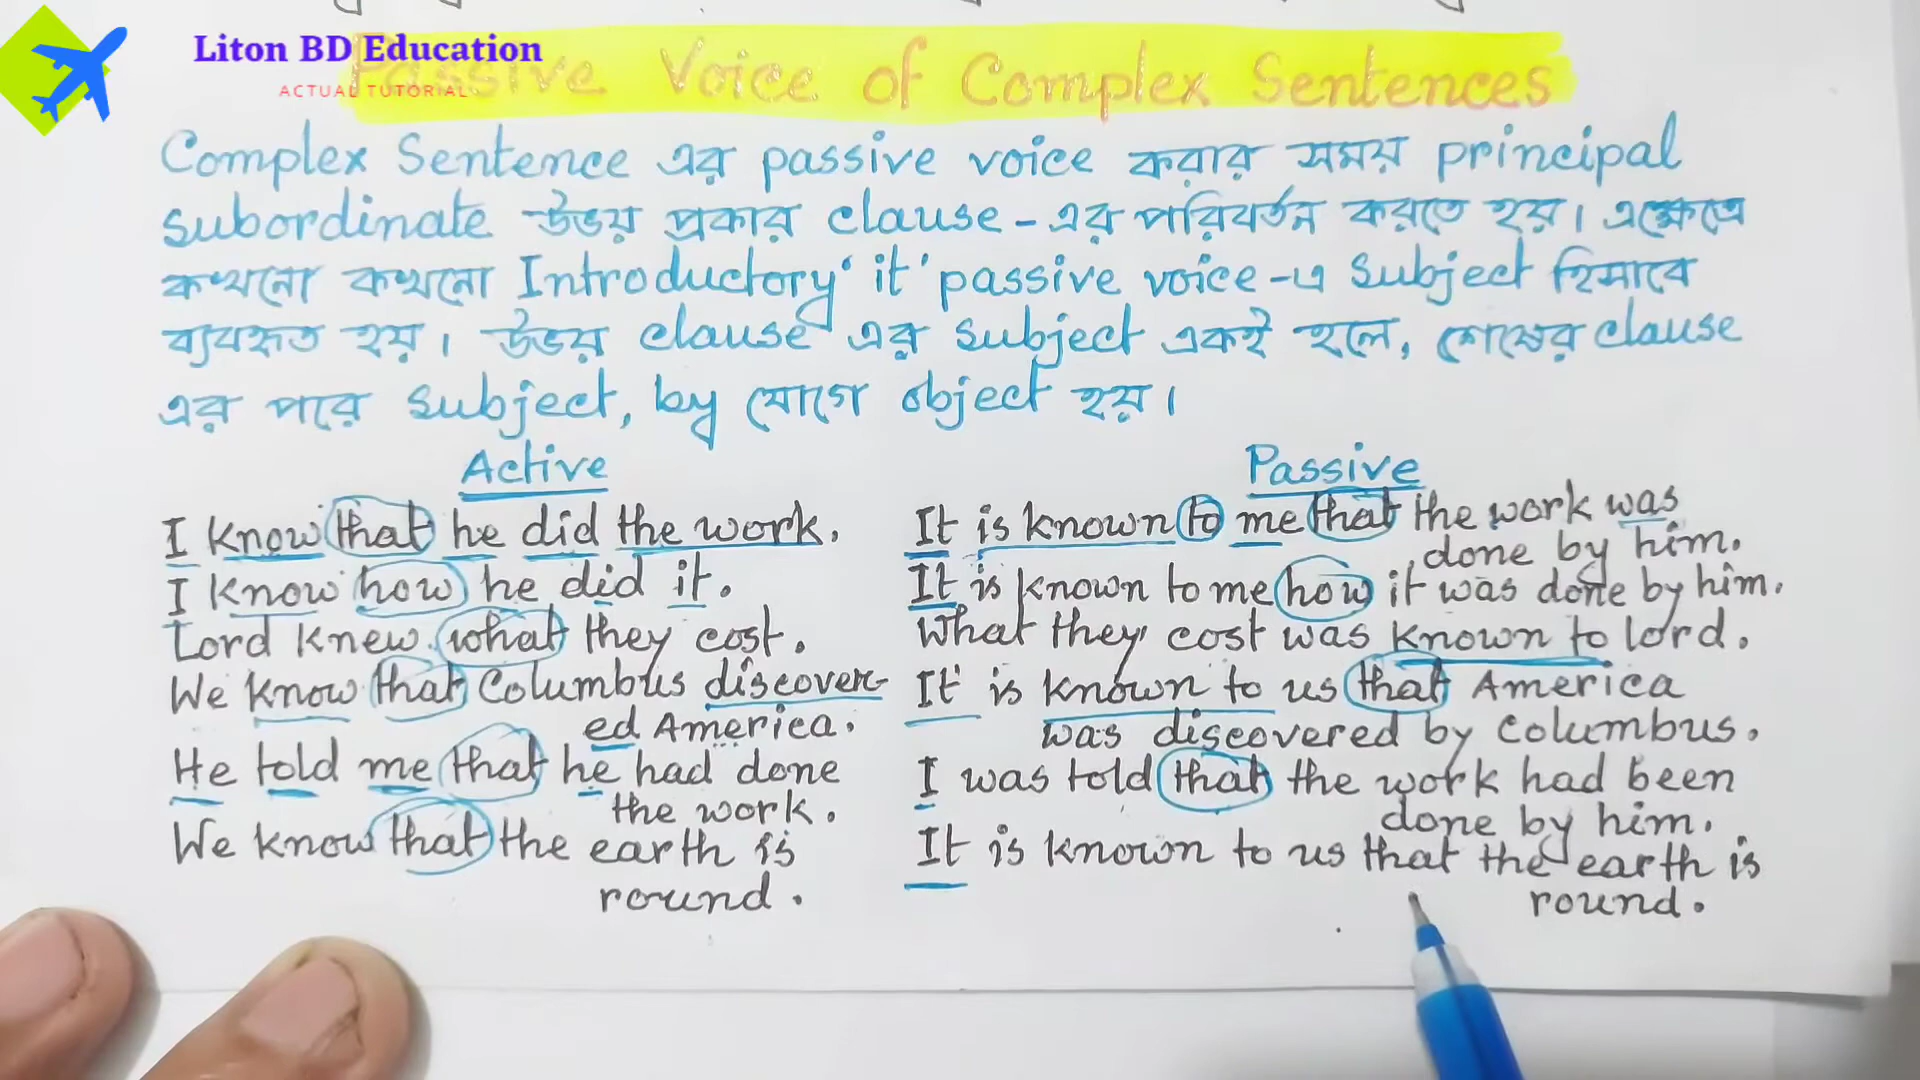 Liton BD Education
ACTUAL TUTORIAL
Passive Voice of Complex Sentences
Complex Sentence এর passive voice করার সময় principal
subordinate উভয় প্রকার clause-এর পরিবর্তন করতে হয়। এক্ষেত্রে
কখনো কখনো Introductory 'it' passive voice-এ subject হিসাবে
ব্যবহৃত হয়। উভয় clause এর subject একই হলে, শেষের clause
এর পরে subject, by যোগে object হয়।
Active
I know that he did the work.
I know how he did it.
Lord knew what they cost.
We know that Columbus discover-
ed America.
He told me that he had done
the work.
We know that the earth is
round.
Passive
It is known to me that the work was
done by him.
It is known to me how it was done by him.
What they cost was known to lord.
It is known to us that America
was discovered by Columbus.
I was told that the work had been
done by him.
It is known to us that the earth is
round.